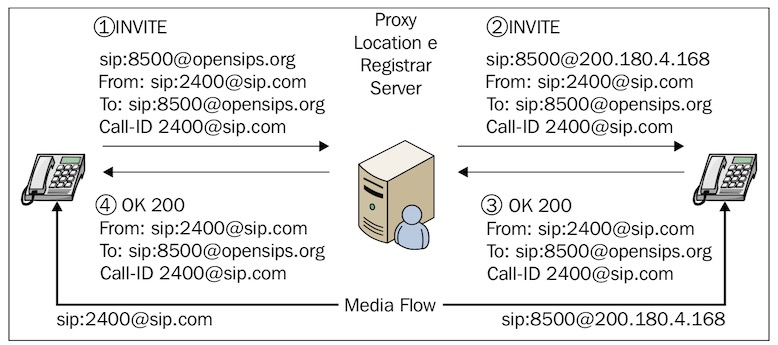 ①INVITE
sip:8500@opensips.org
From: sip:2400@sip.com
To: sip:8500@opensips.org
Call-ID 2400@sip.com
Proxy
Location e
Registrar
Server
②INVITE
sip:8500@200.180.4.168
From: sip:2400@sip.com
To: sip:8500@opensips.org
Call-ID 2400@sip.com
④ OK 200
From: sip:2400@sip.com
To: sip:8500@opensips.org
Call-ID 2400@sip.com
③ OK 200
From: sip:2400@sip.com
To: sip:8500@opensips.org
Call-ID 2400@sip.com
Media Flow
sip:2400@sip.com
sip:8500@200.180.4.168